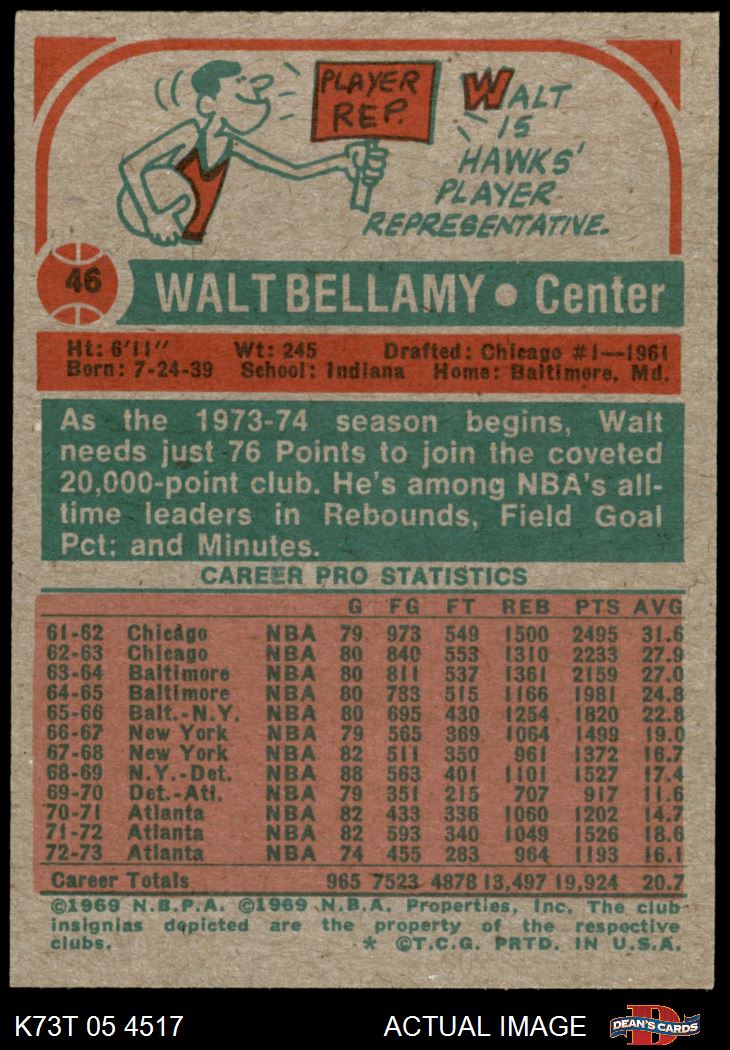 PLAYER
REP.
WALT
IS
HAWKS'
PLAYER
REPRESENTATIVE.
46
WALT BELLAMY • Center
Ht: 6'11" Wt: 245 Drafted: Chicago #1—1961
Born: 7-24-39 School: Indiana Home: Baltimore, Md.
As the 1973-74 season begins, Walt
needs just 76 Points to join the coveted
20,000-point club. He's among NBA's all-
time leaders in Rebounds, Field Goal
Pct: and Minutes.
CAREER PRO STATISTICS
G FG FT REB PTS AVG
61-62 Chicago NBA 79 973 549 1500 2495 31.6
62-63 Chicago NBA 80 840 553 1310 2233 27.9
63-64 Baltimore NBA 80 811 537 1361 2159 27.0
64-65 Baltimore NBA 80 733 515 1166 1981 24.8
65-66 Balt.-N.Y. NBA 80 695 430 1254 1820 22.8
66-67 New York NBA 79 565 369 1064 1499 19.0
67-68 New York NBA 82 511 350 961 1372 16.7
68-69 N.Y.-Det. NBA 88 563 401 1101 1527 17.4
69-70 Det.-Atl. NBA 79 351 215 707 917 11.6
70-71 Atlanta NBA 82 433 336 1060 1202 14.7
71-72 Atlanta NBA 82 593 340 1049 1526 18.6
72-73 Atlanta NBA 74 455 283 964 1193 16.1
Career Totals 965 7523 4878 13,497 19,924 20.7
©1969 N.B.P.A. ©1969 N.B.A. Properties, Inc. The club
insignias depicted are the property of the respective
clubs. * ©T.C.G. PRTD. IN U.S.A.
K73T 05 4517 ACTUAL IMAGE DEAN'S CARDS